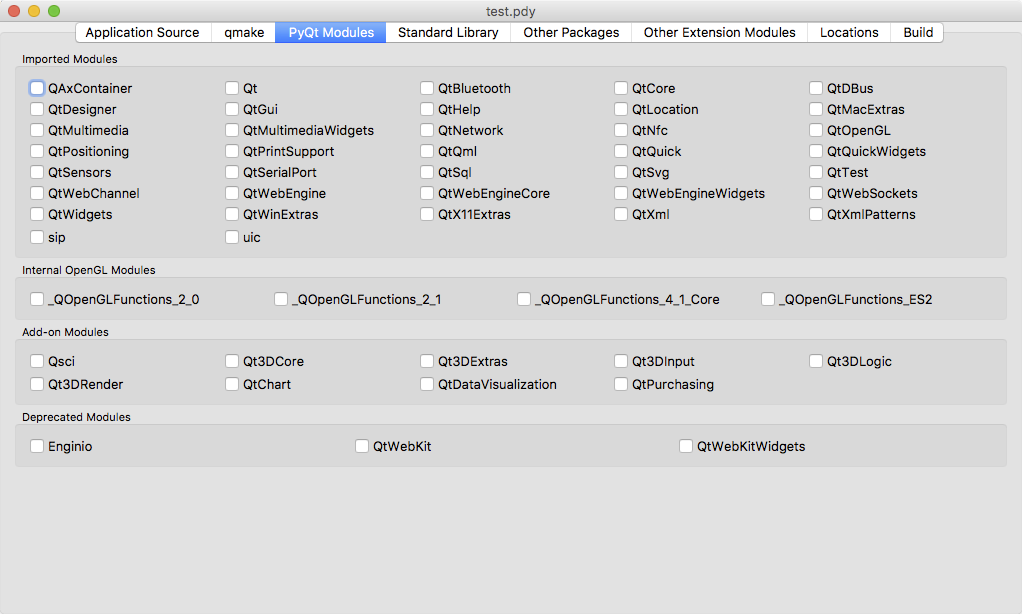 test.pdy
Application Source qmake PyQt Modules Standard Library Other Packages Other Extension Modules Locations Build
Imported Modules
QAxContainer Qt QtBluetooth QtCore QtDBus
QtDesigner QtGui QtHelp QtLocation QtMacExtras
QtMultimedia QtMultimediaWidgets QtNetwork QtNfc QtOpenGL
QtPositioning QtPrintSupport QtQml QtQuick QtQuickWidgets
QtSensors QtSerialPort QtSql QtSvg QtTest
QtWebChannel QtWebEngine QtWebEngineCore QtWebEngineWidgets QtWebSockets
QtWidgets QtWinExtras QtX11Extras QtXml QtXmlPatterns
sip uic
Internal OpenGL Modules
_QOpenGLFunctions_2_0 _QOpenGLFunctions_2_1 _QOpenGLFunctions_4_1_Core _QOpenGLFunctions_ES2
Add-on Modules
Qsci Qt3DCore Qt3DExtras Qt3DInput Qt3DLogic
Qt3DRender QtChart QtDataVisualization QtPurchasing
Deprecated Modules
Enginio QtWebKit QtWebKitWidgets